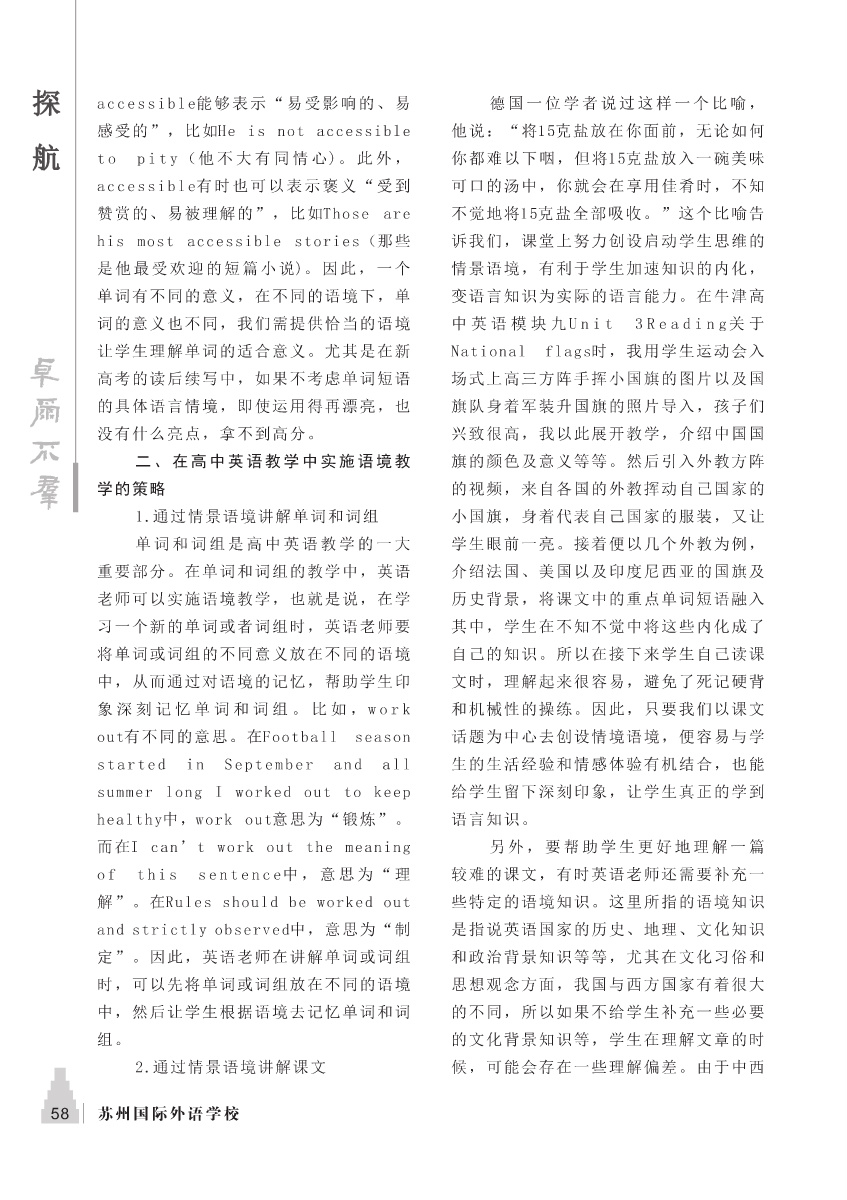 探
航
卓
尔
不
群
accessible能够表示“易受影响的、易
感受的”，比如He is not accessible
to pity（他不大有同情心）。此外，
accessible有时也可以表示褒义“受到
赞赏的、易被理解的”，比如Those are
his most accessible stories（那些
是他最受欢迎的短篇小说）。因此，一个
单词有不同的意义，在不同的语境下，单
词的意义也不同，我们需提供恰当的语境
让学生理解单词的适合意义。尤其是在新
高考的读后续写中，如果不考虑单词短语
的具体语言情境，即使运用得再漂亮，也
没有什么亮点，拿不到高分。
二、在高中英语教学中实施语境教
学的策略
1.通过情景语境讲解单词和词组
单词和词组是高中英语教学的一大
重要部分。在单词和词组的教学中，英语
老师可以实施语境教学，也就是说，在学
习一个新的单词或者词组时，英语老师要
将单词或词组的不同意义放在不同的语境
中，从而通过对语境的记忆，帮助学生印
象深刻记忆单词和词组。比如，work
out有不同的意思。在Football season
started in September and all
summer long I worked out to keep
healthy中，work out意思为“锻炼”。
而在I can’t work out the meaning
of this sentence中，意思为“理
解”。在Rules should be worked out
and strictly observed中，意思为“制
定”。因此，英语老师在讲解单词或词组
时，可以先将单词或词组放在不同的语境
中，然后让学生根据语境去记忆单词和词
组。
2.通过情景语境讲解课文
德国一位学者说过这样一个比喻，
他说：“将15克盐放在你面前，无论如何
你都难以下咽，但将15克盐放入一碗美味
可口的汤中，你就会在享用佳肴时，不知
不觉地将15克盐全部吸收。”这个比喻告
诉我们，课堂上努力创设启动学生思维的
情景语境，有利于学生加速知识的内化，
变语言知识为实际的语言能力。在牛津高
中英语模块九Unit 3Reading关于
National flags时，我用学生运动会入
场式上高三方阵手挥小国旗的图片以及国
旗队身着军装升国旗的照片导入，孩子们
兴致很高，我以此展开教学，介绍中国国
旗的颜色及意义等等。然后引入外教方阵
的视频，来自各国的外教挥动自己国家的
小国旗，身着代表自己国家的服装，又让
学生眼前一亮。接着便以几个外教为例，
介绍法国、美国以及印度尼西亚的国旗及
历史背景，将课文中的重点单词短语融入
其中，学生在不知不觉中将这些内化成了
自己的知识。所以在接下来学生自己读课
文时，理解起来很容易，避免了死记硬背
和机械性的操练。因此，只要我们以课文
话题为中心去创设情境语境，便容易与学
生的生活经验和情感体验有机结合，也能
给学生留下深刻印象，让学生真正的学到
语言知识。
另外，要帮助学生更好地理解一篇
较难的课文，有时英语老师还需要补充一
些特定的语境知识。这里所指的语境知识
是指说英语国家的历史、地理、文化知识
和政治背景知识等等，尤其在文化习俗和
思想观念方面，我国与西方国家有着很大
的不同，所以如果不给学生补充一些必要
的文化背景知识等，学生在理解文章的时
候，可能会存在一些理解偏差。由于中西
58 苏州国际外语学校